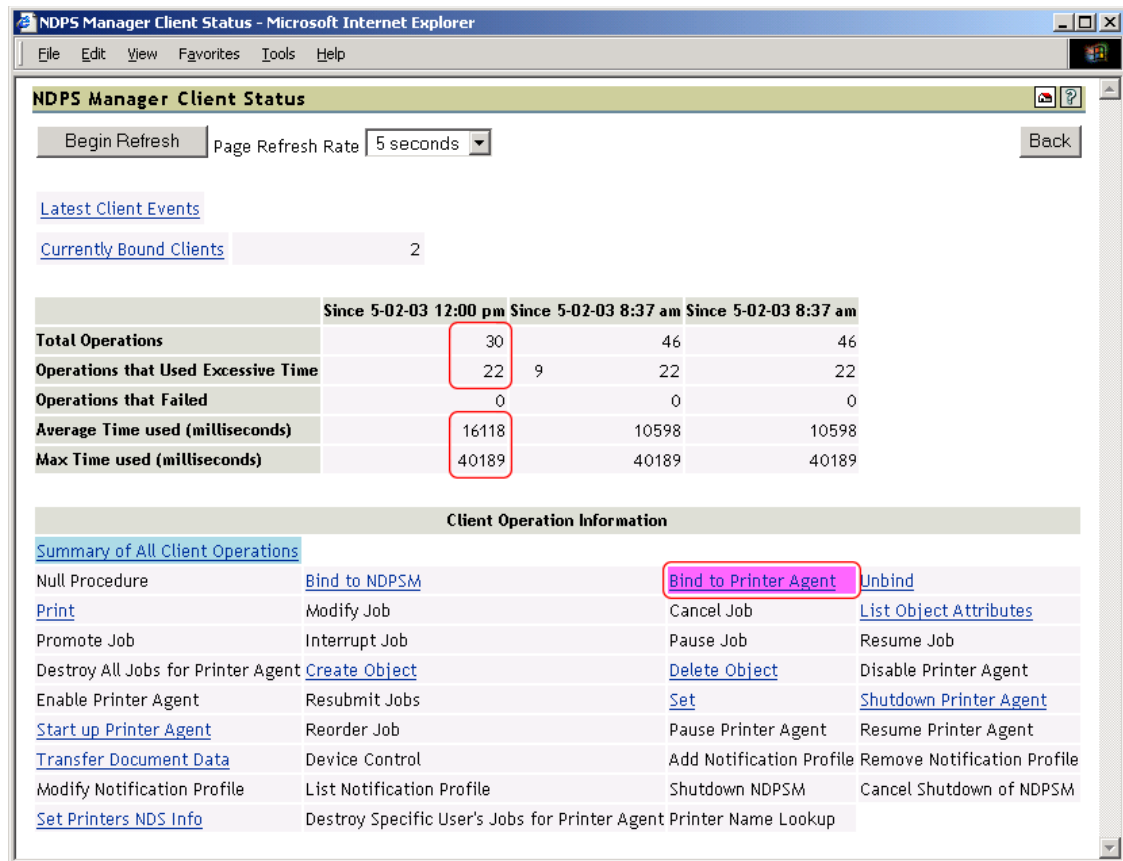 NDPS Manager Client Status - Microsoft Internet Explorer
File Edit View Favorites Tools Help
NDPS Manager Client Status
Begin Refresh Page Refresh Rate 5 seconds Back
Latest Client Events
Currently Bound Clients 2
Since 5-02-03 12:00 pm Since 5-02-03 8:37 am Since 5-02-03 8:37 am
Total Operations 30 46 46
Operations that Used Excessive Time 22 9 22 22
Operations that Failed 0 0 0
Average Time used (milliseconds) 16118 10598 10598
Max Time used (milliseconds) 40189 40189 40189
Client Operation Information
Summary of All Client Operations
Null Procedure Bind to NDPSM Bind to Printer Agent Unbind
Print Modify Job Cancel Job List Object Attributes
Promote Job Interrupt Job Pause Job Resume Job
Destroy All Jobs for Printer Agent Create Object Delete Object Disable Printer Agent
Enable Printer Agent Resubmit Jobs Set Shutdown Printer Agent
Start up Printer Agent Reorder Job Pause Printer Agent Resume Printer Agent
Transfer Document Data Device Control Add Notification Profile Remove Notification Profile
Modify Notification Profile List Notification Profile Shutdown NDPSM Cancel Shutdown of NDPSM
Set Printers NDS Info Destroy Specific User's Jobs for Printer Agent Printer Name Lookup